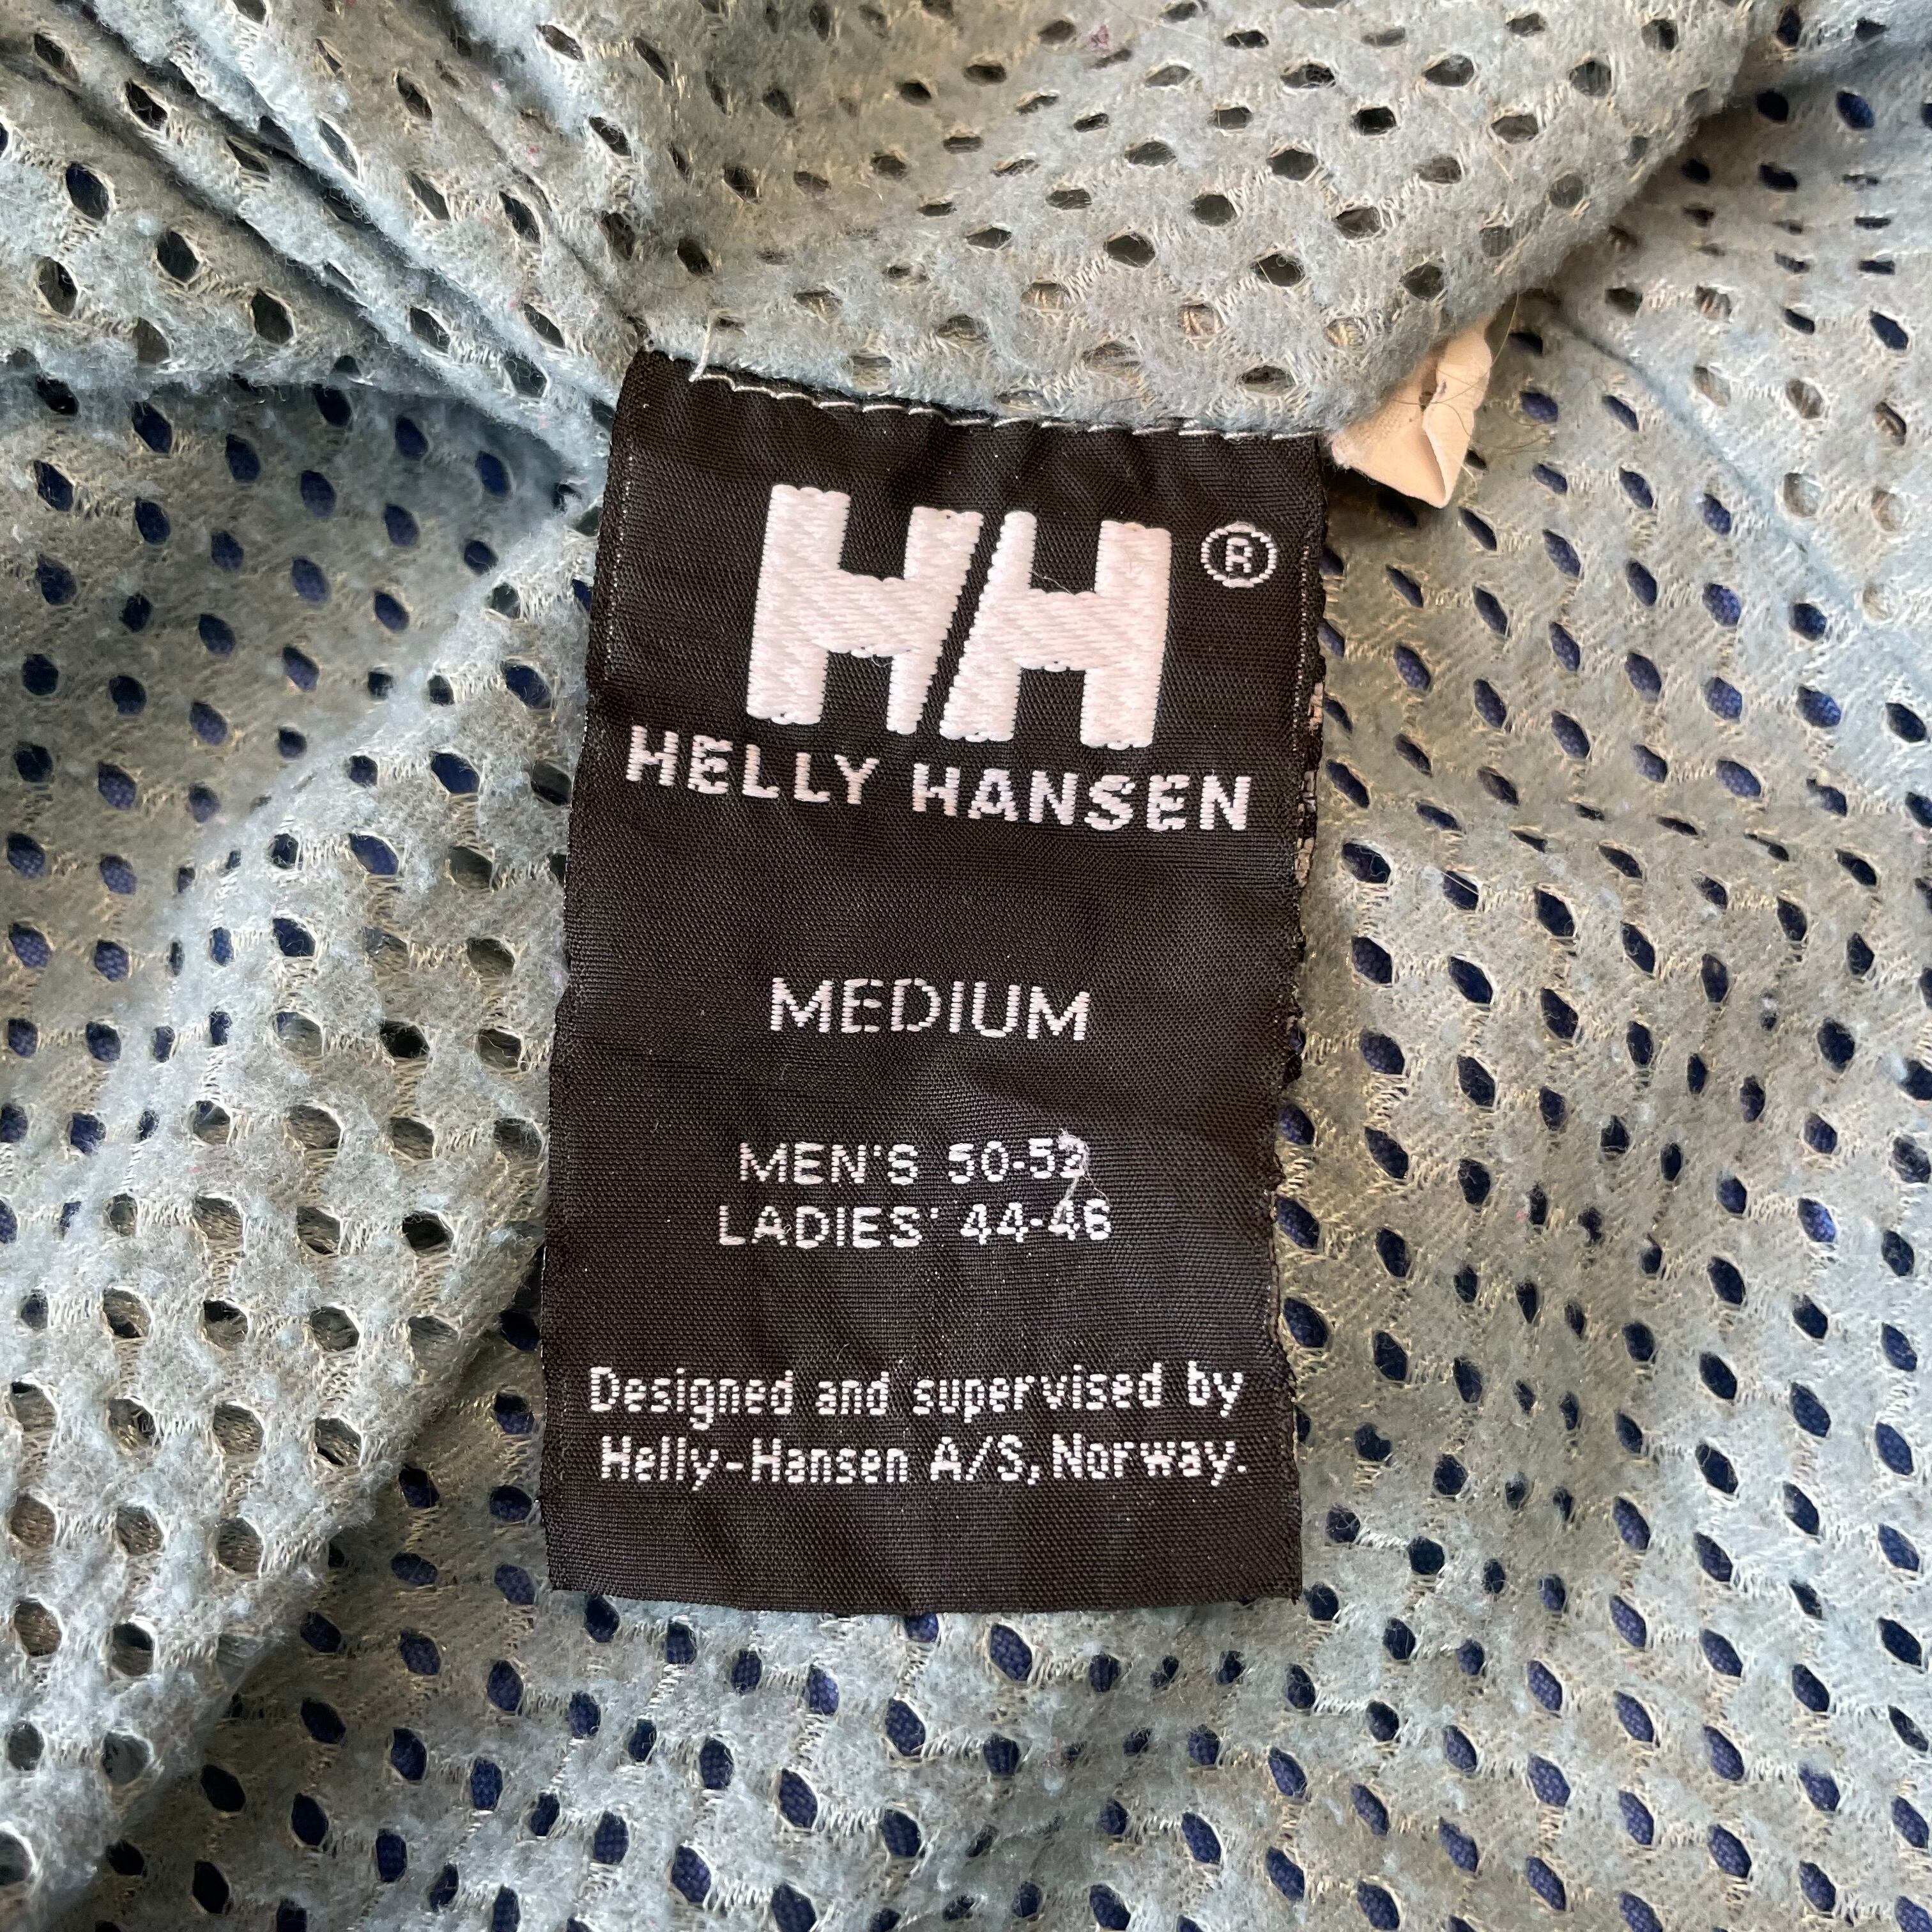 HH®
HELLY HANSEN
MEDIUM
MEN'S 50-52
LADIES' 44-46
Designed and supervised by
Helly-Hansen A/S, Norway.